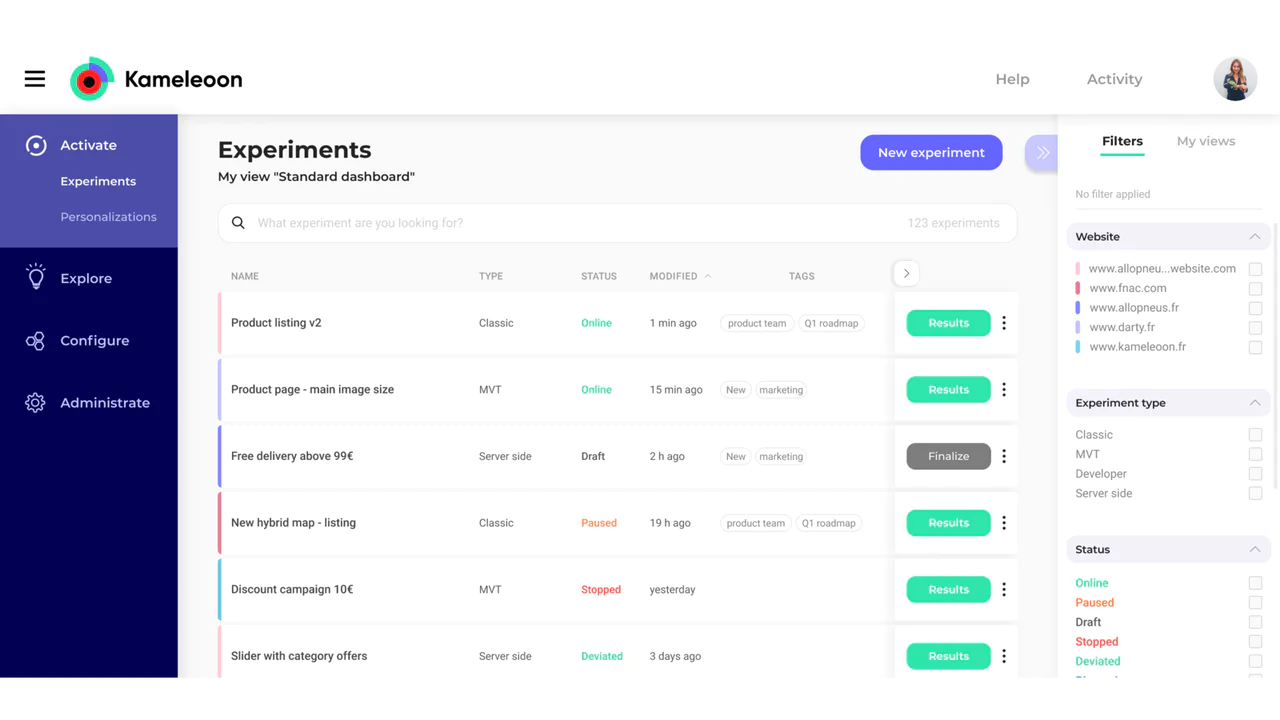 Kameleoon
Help
Activity
Activate
Experiments
Personalizations
Explore
Configure
Administrate
Experiments
My view "Standard dashboard"
New experiment
What experiment are you looking for?
123 experiments
NAME TYPE STATUS MODIFIED TAGS
Product listing v2 Classic Online 1 min ago product team Q1 roadmap Results
Product page - main image size MVT Online 15 min ago New marketing Results
Free delivery above 99€ Server side Draft 2 h ago New marketing Finalize
New hybrid map - listing Classic Paused 19 h ago product team Q1 roadmap Results
Discount campaign 10€ MVT Stopped yesterday Results
Slider with category offers Server side Deviated 3 days ago Results
Filters My views
No filter applied
Website
www.allopneu...website.com
www.fnac.com
www.allopneus.fr
www.darty.fr
www.kameleoon.fr
Experiment type
Classic
MVT
Developer
Server side
Status
Online
Paused
Draft
Stopped
Deviated